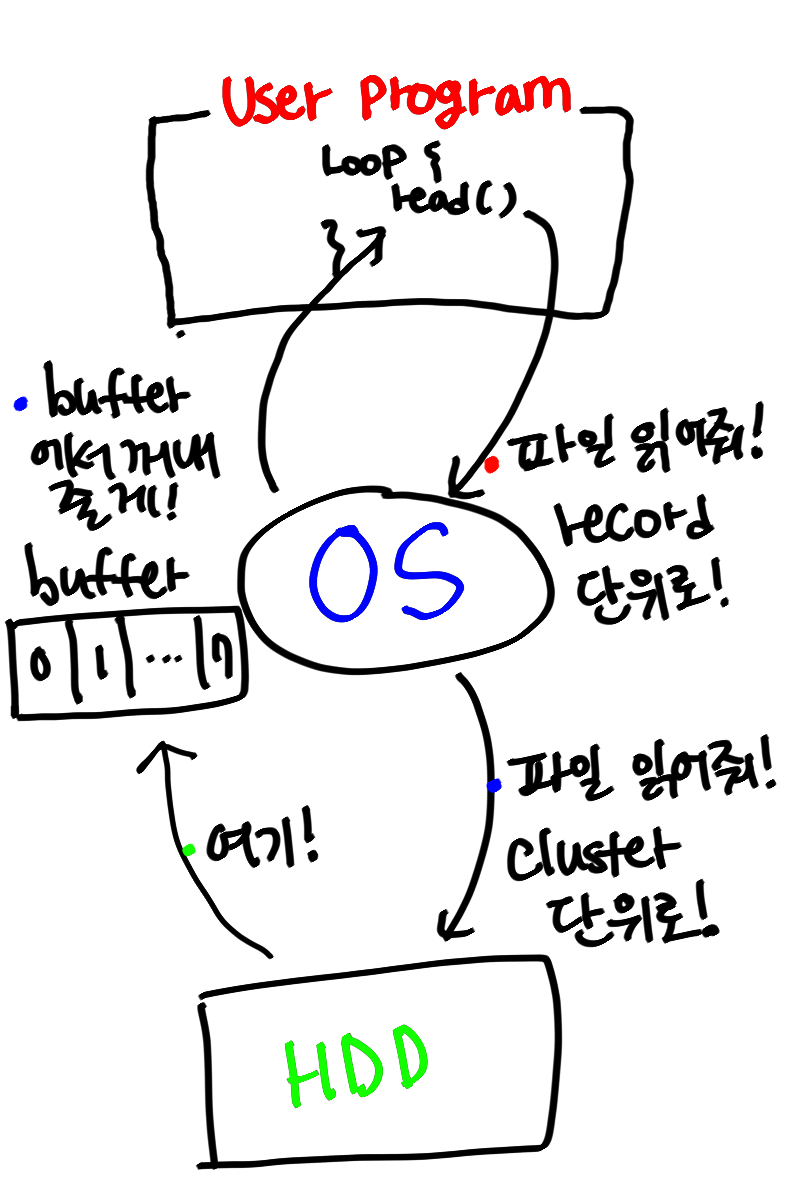 User Program
Loop {
read()
}
buffer
에서 꺼내
줄게!
파일 읽어줘!
record
단위로!
OS
buffer
0 1 ... 7
파일 읽어줘!
cluster
단위로!
여기!
HDD